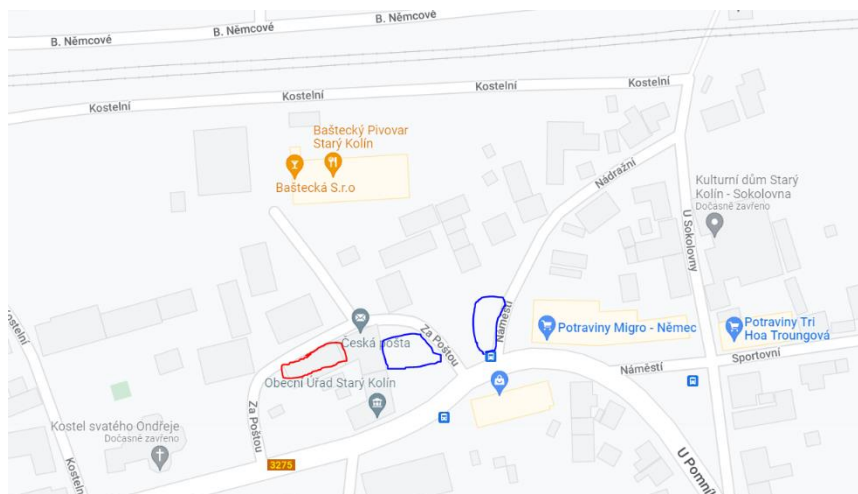 B. Němcové
B. Němcové
B. Němcové
Kostelní
Kostelní
Kostelní
Kostelní
Baštecký Pivovar
Starý Kolín
Baštecká S.r.o
Nádražní
Kulturní dům Starý
Kolín - Sokolovna
Dočasně zavřeno
U Sokolovny
Kostelní
Česká pošta
Za Poštou
Náměstí
Potraviny Migro - Němec
Potraviny Tri
Hoa Troungová
Sportovní
Náměstí
Obecní Úřad Starý Kolín
Za Poštou
Kostel svatého Ondřeje
Dočasně zavřeno
3275
Kostelní
U Pomní